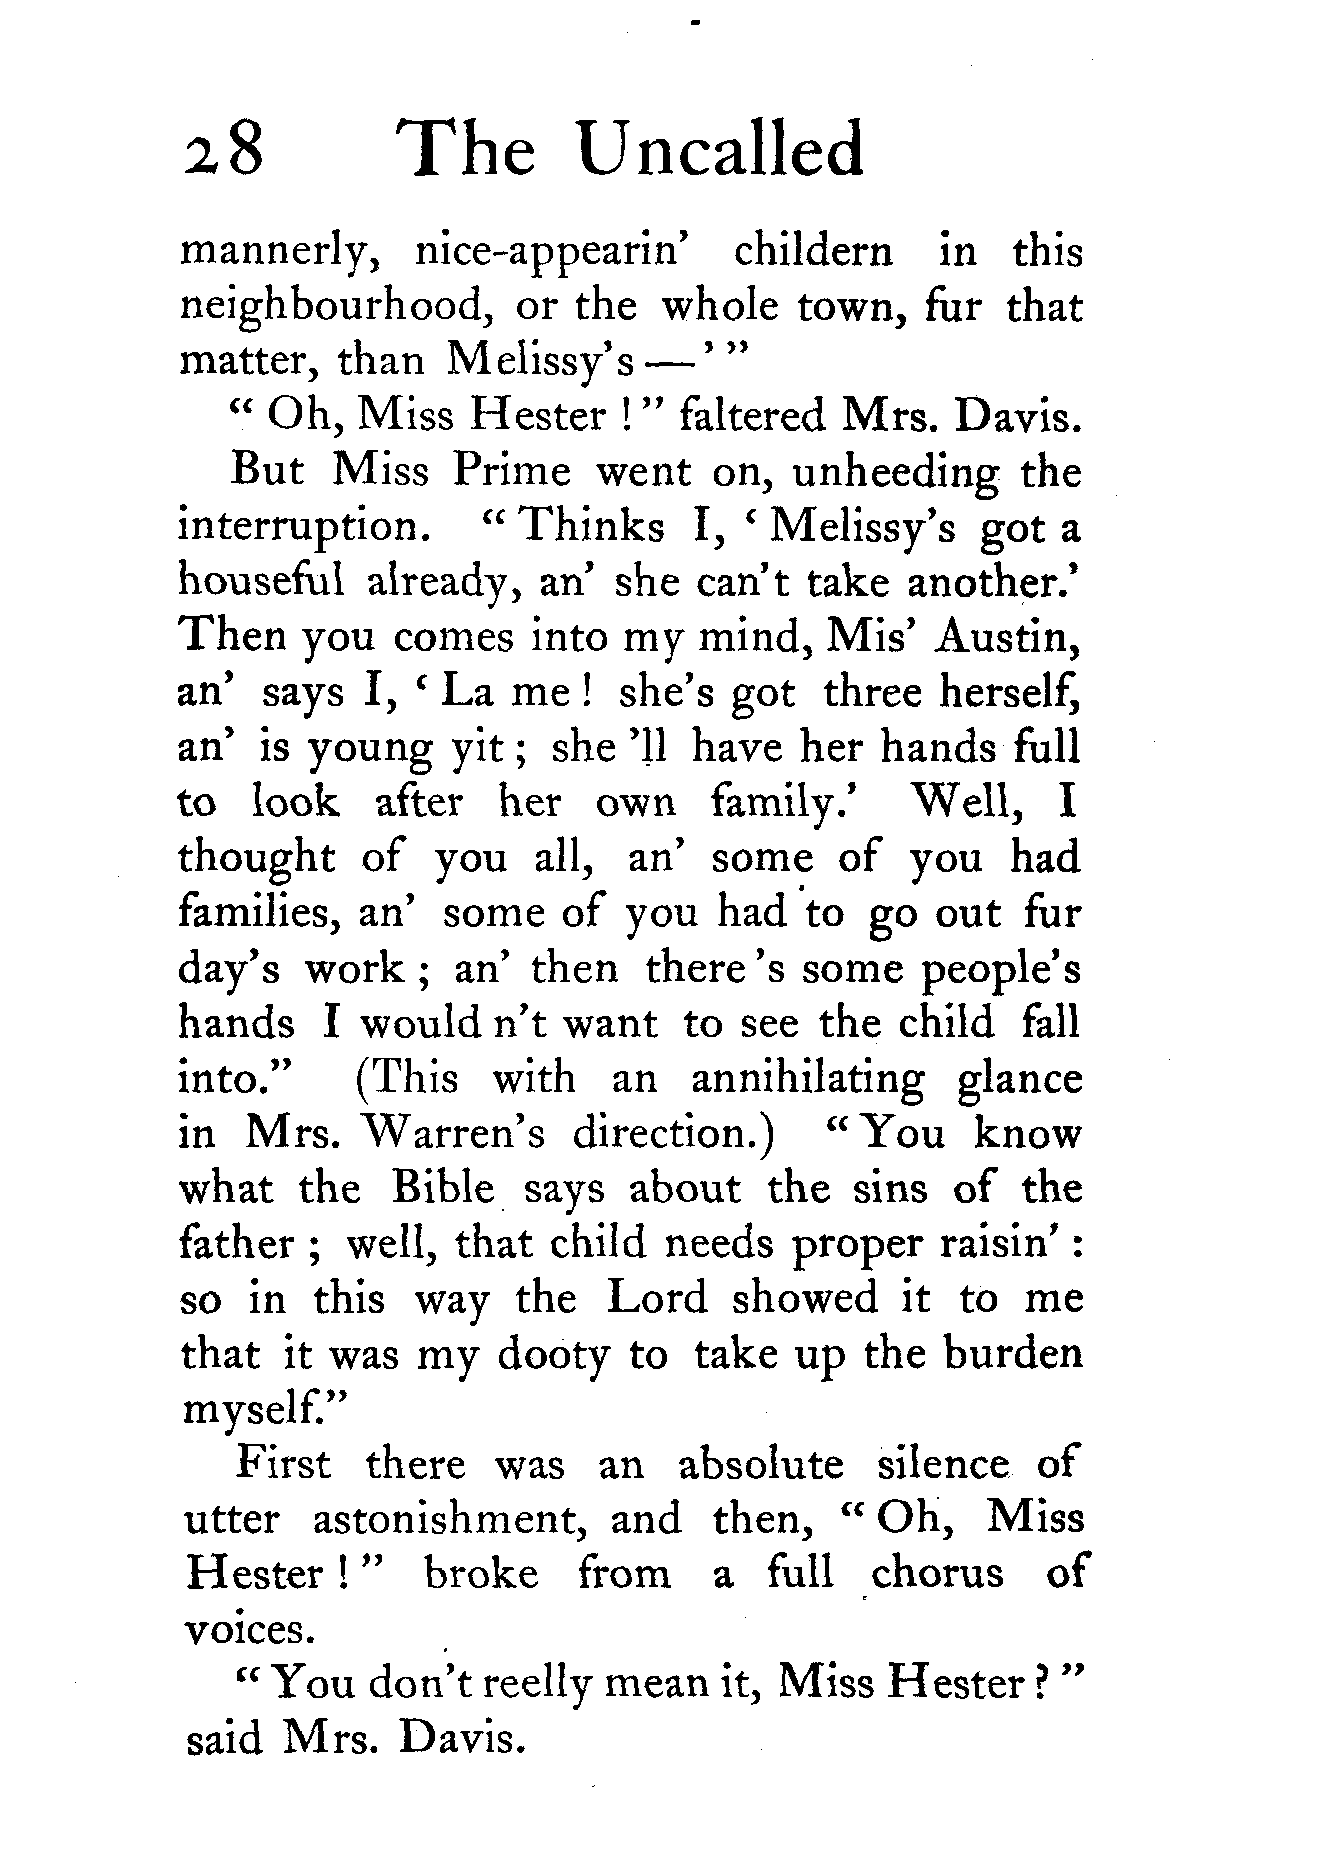 28 The Uncalled
mannerly, nice-appearin' childern in this
neighbourhood, or the whole town, fur that
matter, than Melissy's—' "
" Oh, Miss Hester ! " faltered Mrs. Davis.
But Miss Prime went on, unheeding the
interruption. " Thinks I, ' Melissy's got a
houseful already, an' she can't take another.'
Then you comes into my mind, Mis' Austin,
an' says I, ' La me ! she's got three herself,
an' is young yit ; she 'll have her hands full
to look after her own family.' Well, I
thought of you all, an' some of you had
families, an' some of you had to go out fur
day's work ; an' then there 's some people's
hands I would n't want to see the child fall
into." (This with an annihilating glance
in Mrs. Warren's direction.) " You know
what the Bible says about the sins of the
father ; well, that child needs proper raisin' :
so in this way the Lord showed it to me
that it was my dooty to take up the burden
myself."
First there was an absolute silence of
utter astonishment, and then, " Oh, Miss
Hester ! " broke from a full chorus of
voices.
" You don't reelly mean it, Miss Hester ? "
said Mrs. Davis.